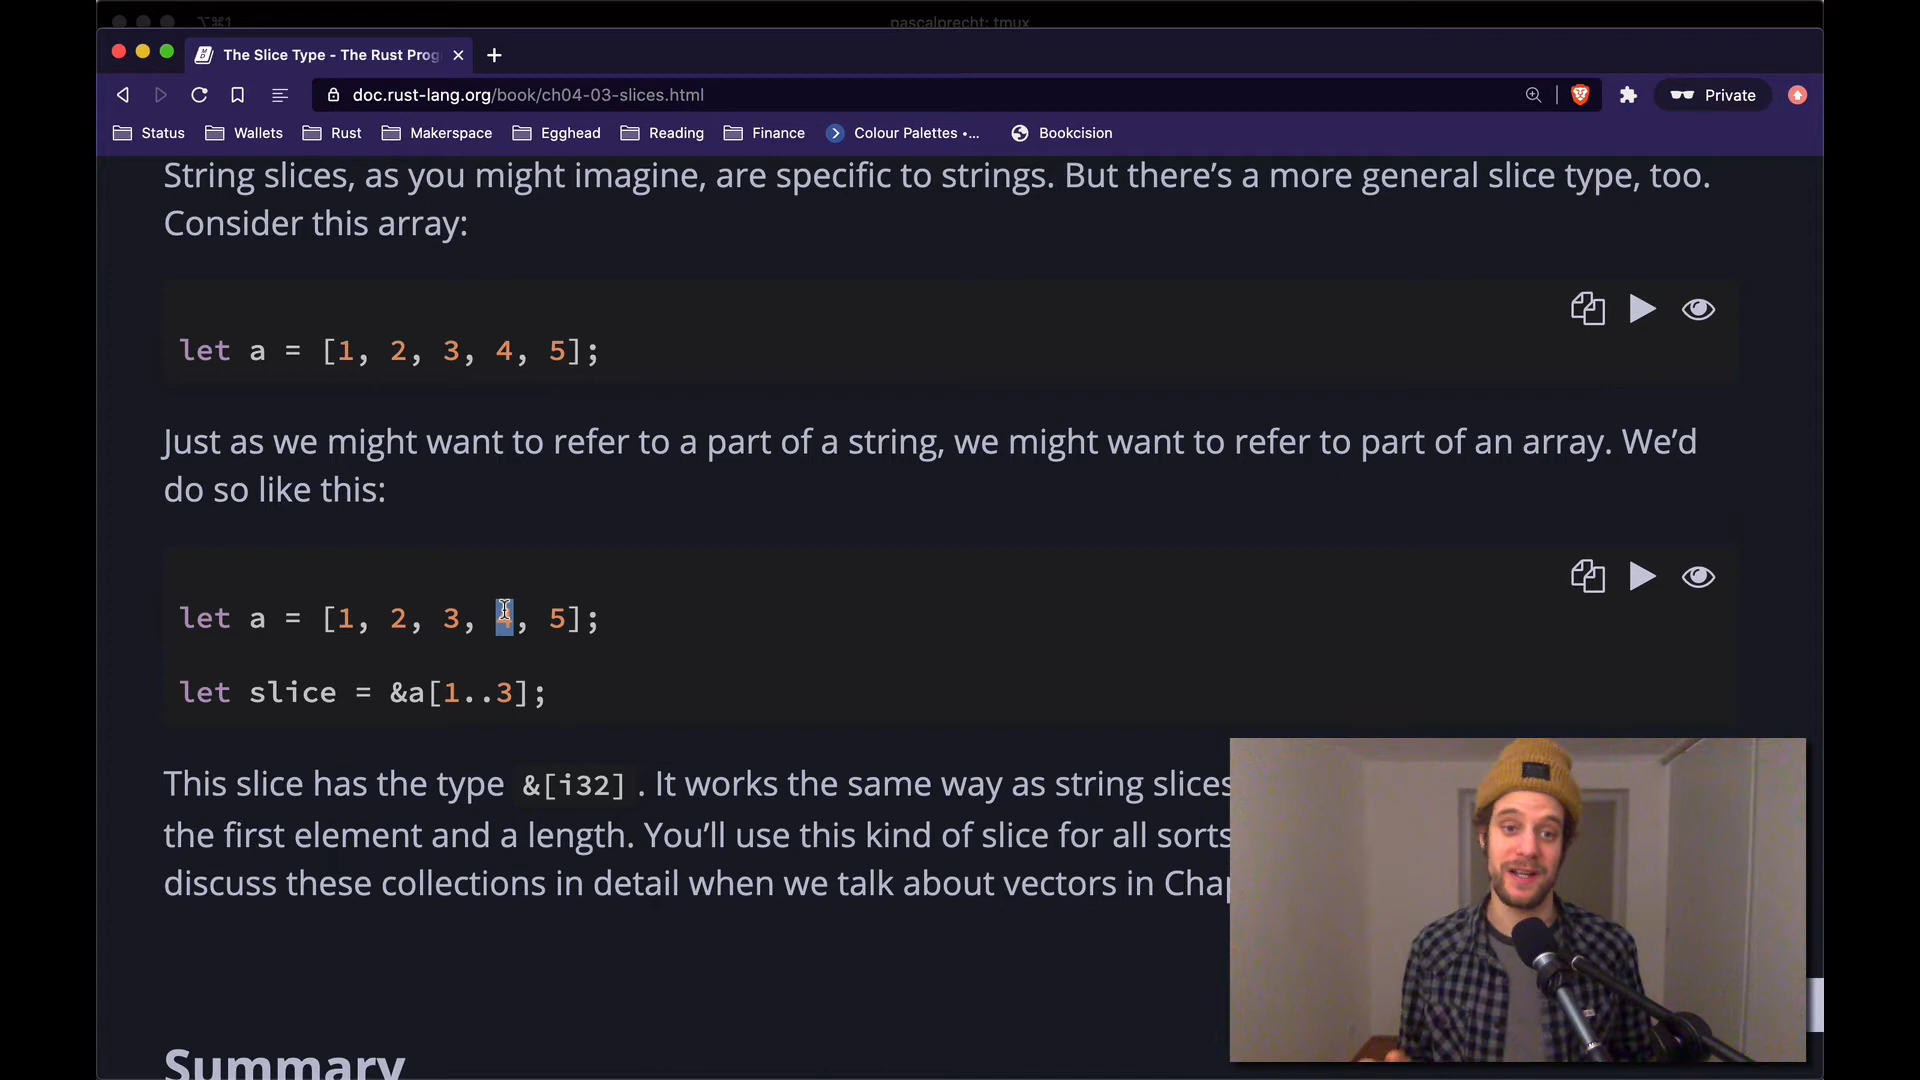 pascalprecht: tmux
The Slice Type - The Rust Prog
doc.rust-lang.org/book/ch04-03-slices.html
Private
Status
Wallets
Rust
Makerspace
Egghead
Reading
Finance
Colour Palettes •...
Bookcision
String slices, as you might imagine, are specific to strings. But there’s a more general slice type, too.
Consider this array:
let a = [1, 2, 3, 4, 5];
Just as we might want to refer to a part of a string, we might want to refer to part of an array. We’d
do so like this:
let a = [1, 2, 3, 4, 5];
let slice = &a[1..3];
This slice has the type &[i32]. It works the same way as string slices
the first element and a length. You’ll use this kind of slice for all sorts
discuss these collections in detail when we talk about vectors in Chap
Summary